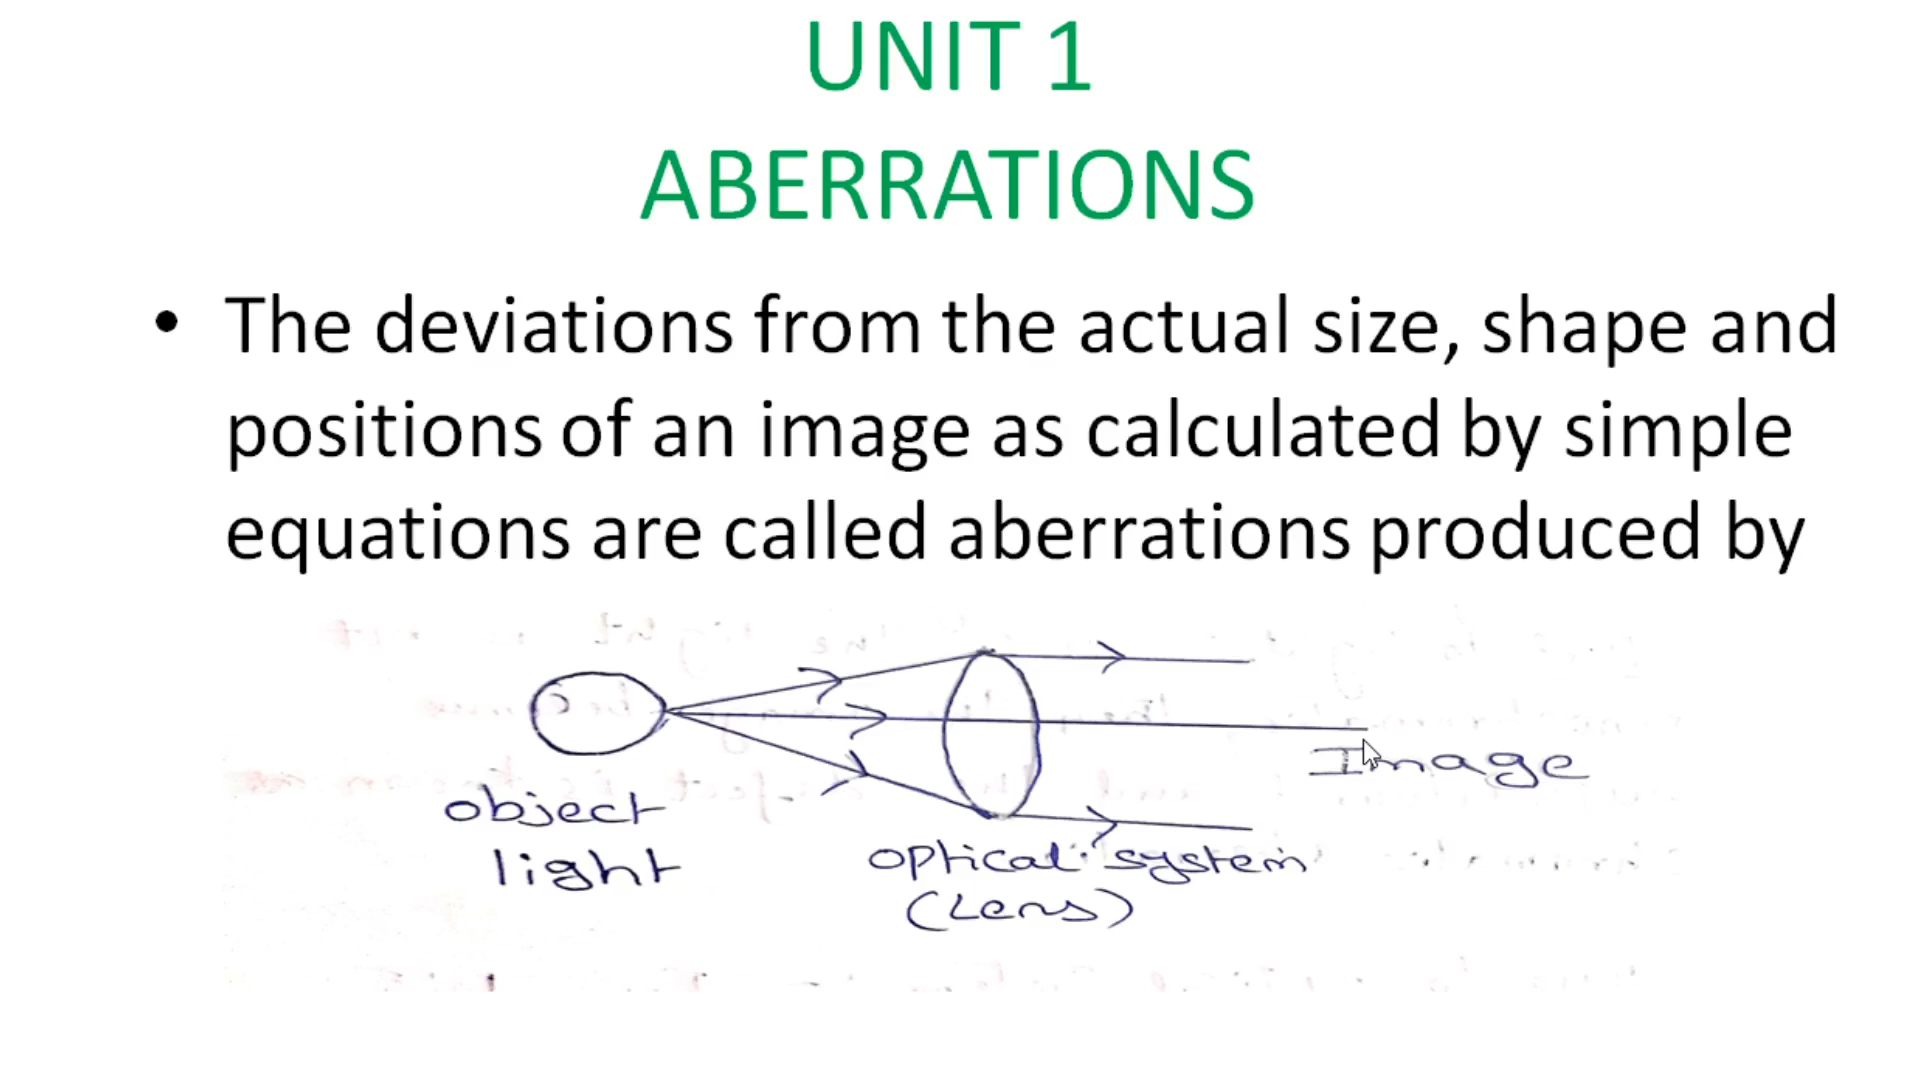 UNIT 1
ABERRATIONS
• The deviations from the actual size, shape and
positions of an image as calculated by simple
equations are called aberrations produced by
Image
object
light
optical system
(Lens)